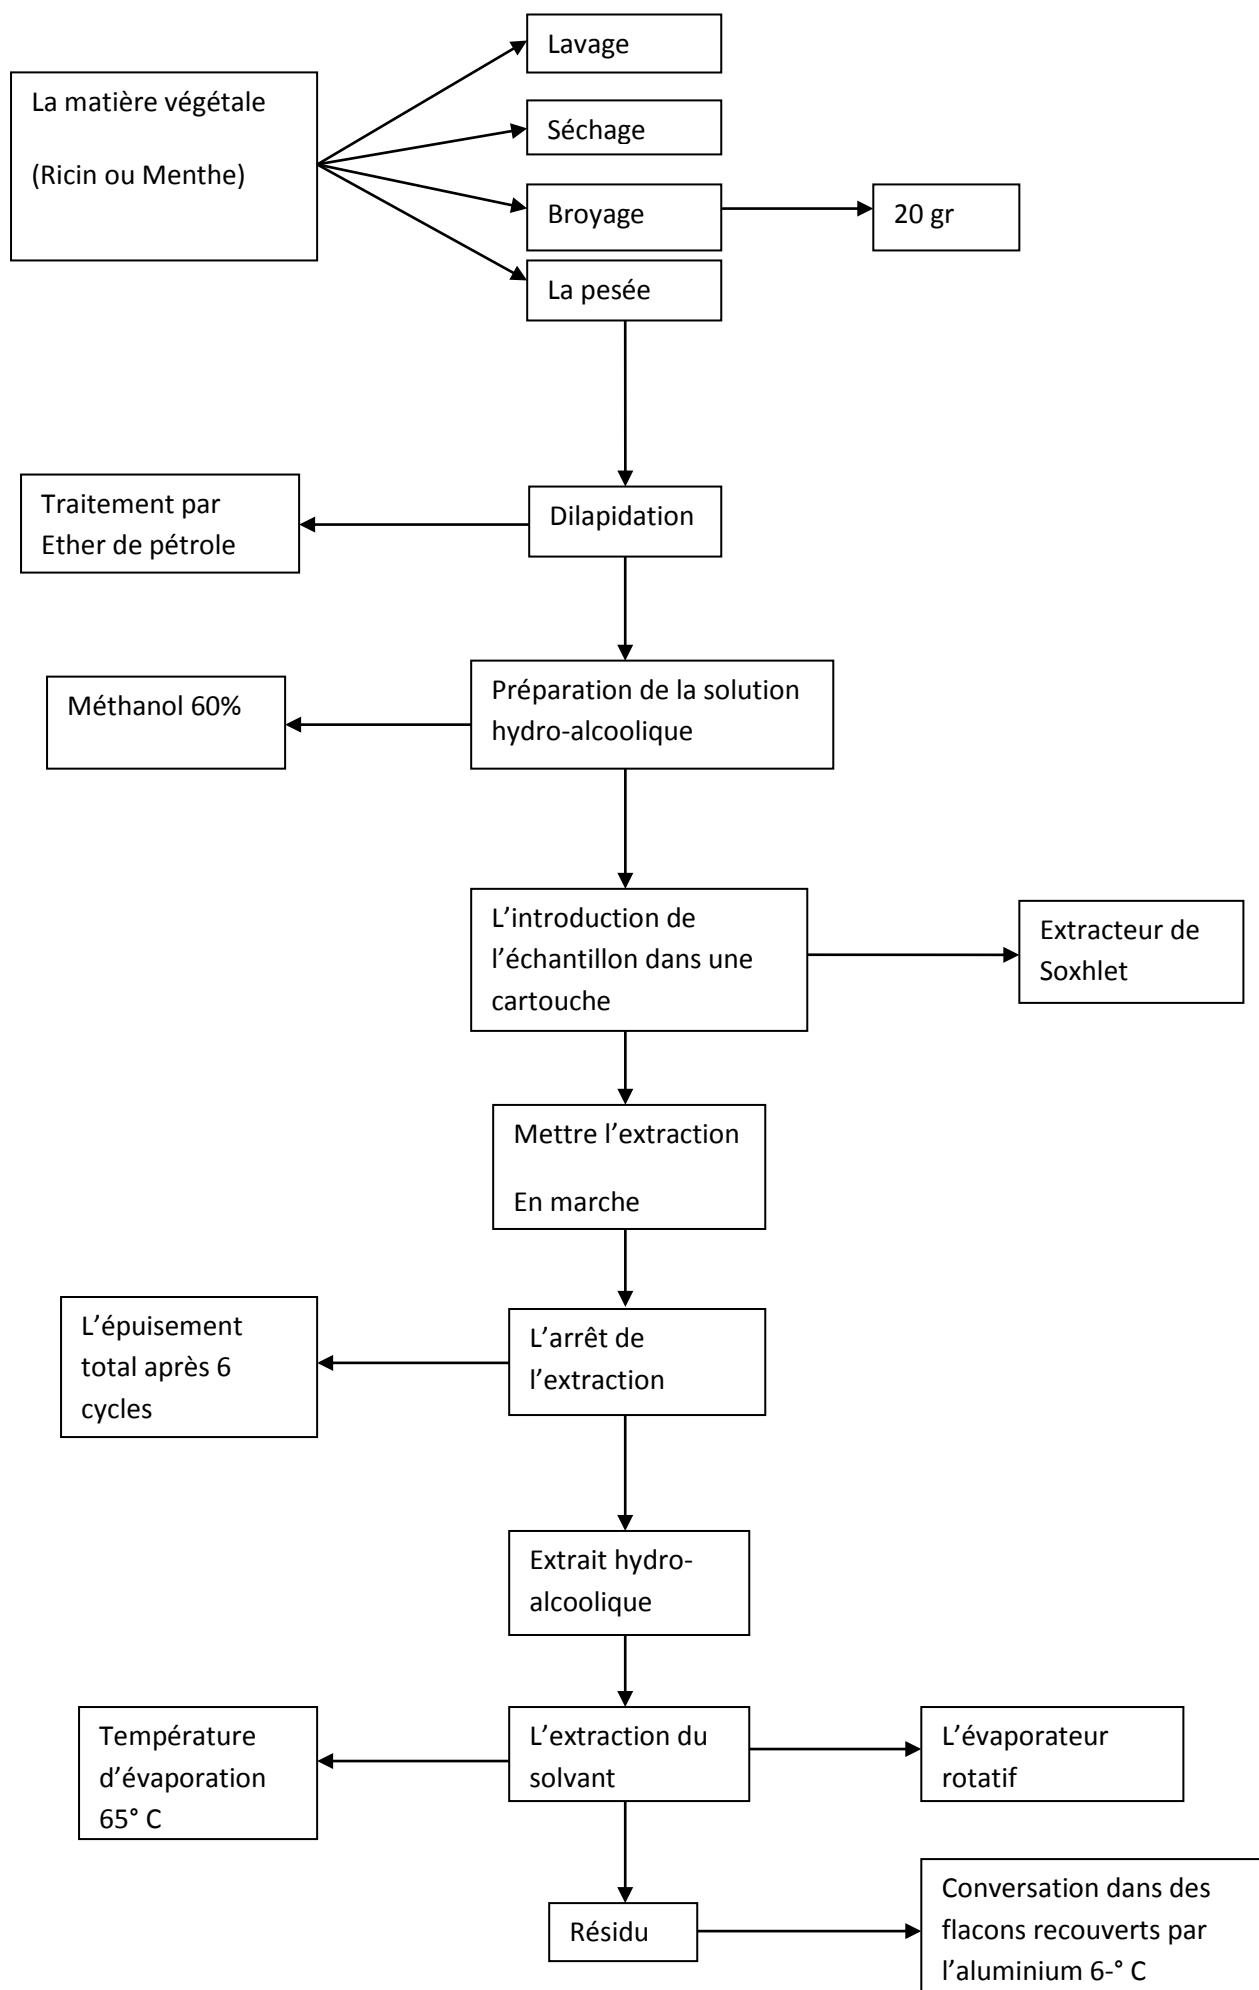 La matière végétale
(Ricin ou Menthe)
Lavage
Séchage
Broyage
20 gr
La pesée
Dilapidation
Traitement par
Ether de pétrole
Préparation de la solution
hydro-alcoolique
Méthanol 60%
L’introduction de
l’échantillon dans une
cartouche
Extracteur de
Soxhlet
Mettre l’extraction
En marche
L’arrêt de
l’extraction
L’épuisement
total après 6
cycles
Extrait hydro-
alcoolique
L’extraction du
solvant
Température
d’évaporation
65° C
L’évaporateur
rotatif
Résidu
Conversation dans des
flacons recouverts par
l’aluminium 6-° C